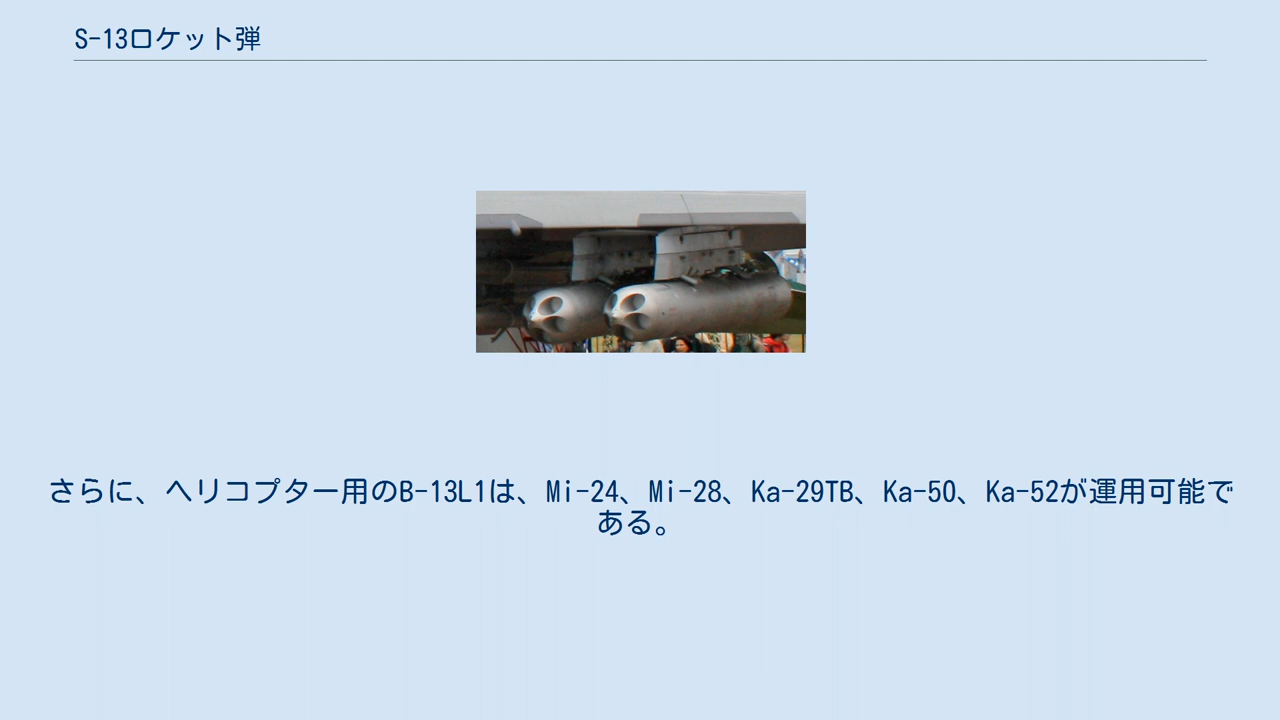 S-13ロケット弾
さらに、ヘリコプター用のB-13L1は、Mi-24、Mi-28、Ka-29TB、Ka-50、Ka-52が運用可能で
ある。